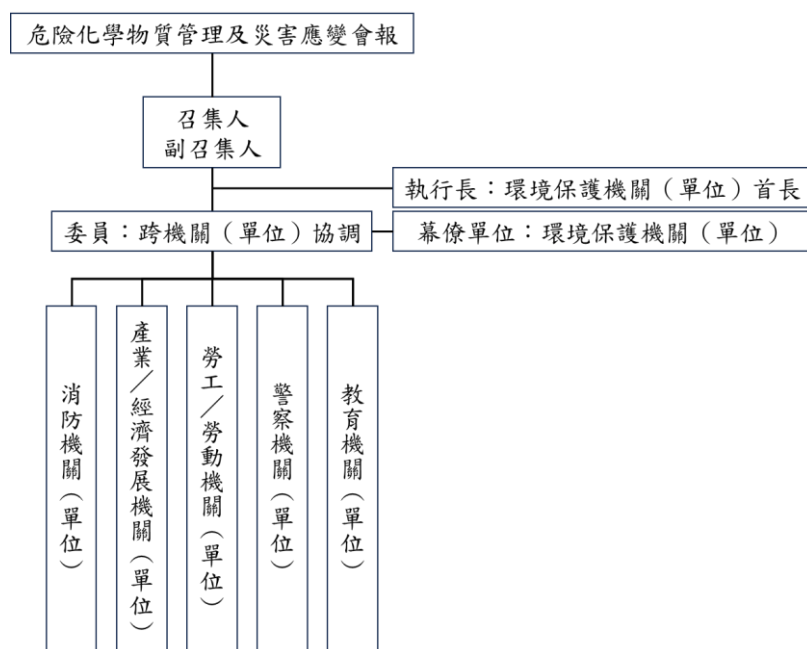 危險化學物質管理及災害應變會報
召集人
副召集人
執行長：環境保護機關（單位）首長
委員：跨機關（單位）協調
幕僚單位：環境保護機關（單位）
消防機關（單位）
產業／經濟發展機關（單位）
勞工／勞動機關（單位）
警察機關（單位）
教育機關（單位）